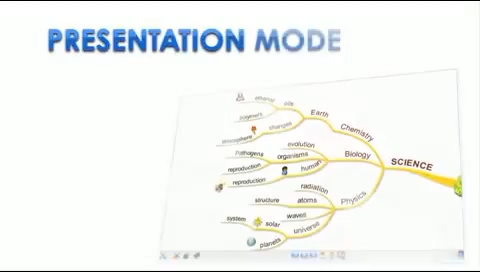 PRESENTATION MODE
ethanol
oils
polymers
Earth
changes
atmosphere
Chemistry
evolution
Pathogens
organisms
Biology
reproduction
human
reproduction
SCIENCE
radiation
structure
atoms
Physics
waves
system
solar
universe
planets